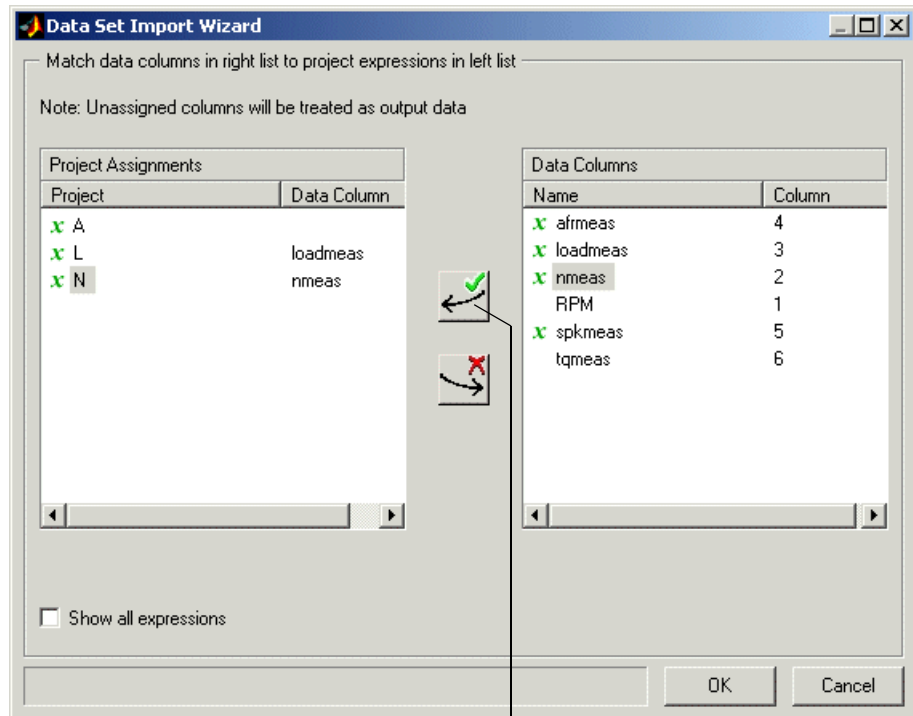 Data Set Import Wizard
Match data columns in right list to project expressions in left list
Note: Unassigned columns will be treated as output data
Project Assignments
Project Data Column
x A
x L loadmeas
x N nmeas
Data Columns
Name Column
x afrmeas 4
x loadmeas 3
x nmeas 2
RPM 1
x spkmeas 5
tqmeas 6
Show all expressions
OK Cancel